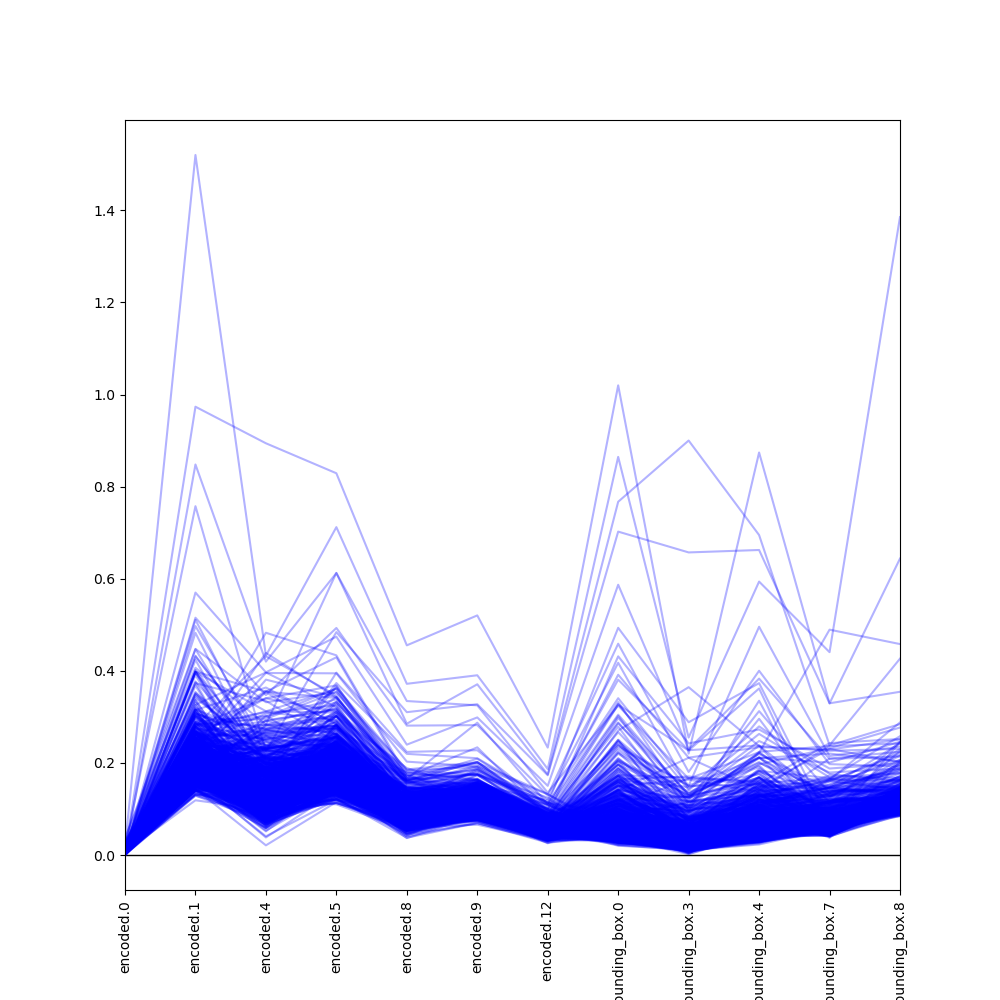 1.4
1.2
1.0
0.8
0.6
0.4
0.2
0.0
encoded.0
encoded.1
encoded.4
encoded.5
encoded.8
encoded.9
encoded.12
ounding_box.0
ounding_box.3
ounding_box.4
ounding_box.7
ounding_box.8